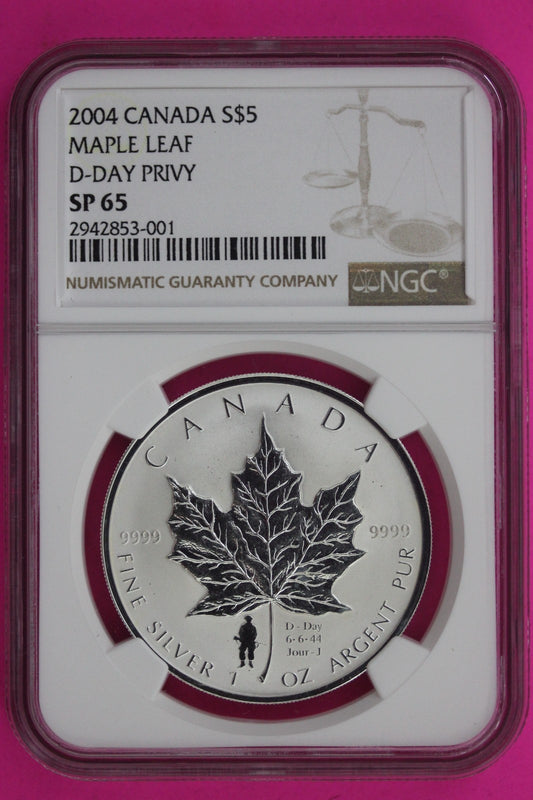 2004 CANADA S$5
MAPLE LEAF
D-DAY PRIVY
SP 65
2942853-001
NUMISMATIC GUARANTY COMPANY
NGC®
CANADA
9999
9999
FINE SILVER 1 OZ ARGENT PUR
D-Day
6-6-44
Jour-J